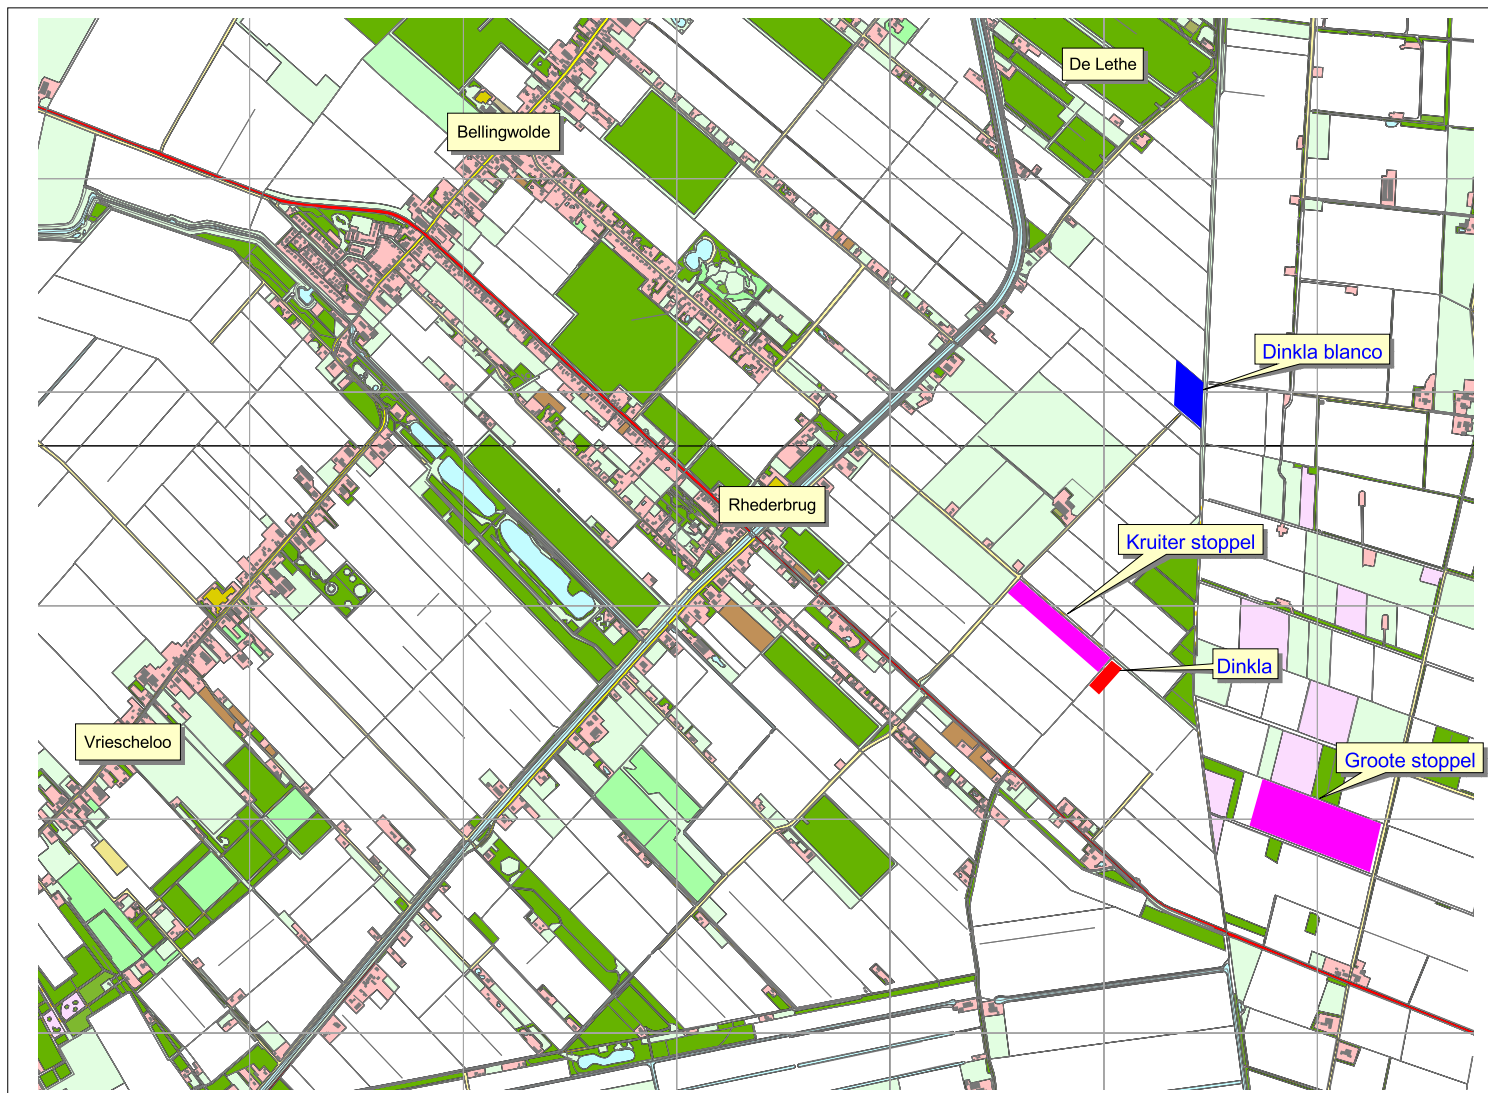 De Lethe
Bellingwolde
Dinkla blanco
Rhederbrug
Kruiter stoppel
Dinkla
Vriescheloo
Groote stoppel